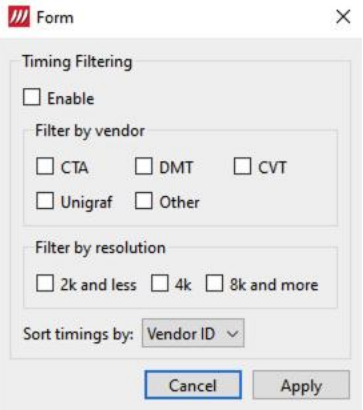 Form
Timing Filtering
Enable
Filter by vendor
CTA DMT CVT
Unigraf Other
Filter by resolution
2k and less 4k 8k and more
Sort timings by: Vendor ID
Cancel Apply